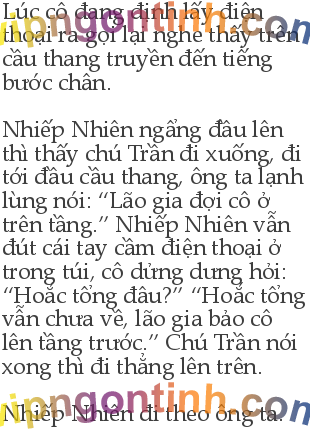 Lúc cô đang định lấy điện
thoại ra gọi lại nghe thấy trên
cầu thang truyền đến tiếng
bước chân.
Nhiếp Nhiên ngẩng đầu lên
thì thấy chú Trần đi xuống, đi
tới đầu cầu thang, ông ta lạnh
lùng nói: “Lão gia đợi cô ở
trên tầng.” Nhiếp Nhiên vẫn
đút cái tay cầm điện thoại ở
trong túi, cô dửng dưng hỏi:
“Hoắc tổng đâu?” “Hoắc tổng
vẫn chưa về, lão gia bảo cô
lên tầng trước.” Chú Trần nói
xong thì đi thẳng lên trên.
Nhiếp Nhiên đi theo ông ta.